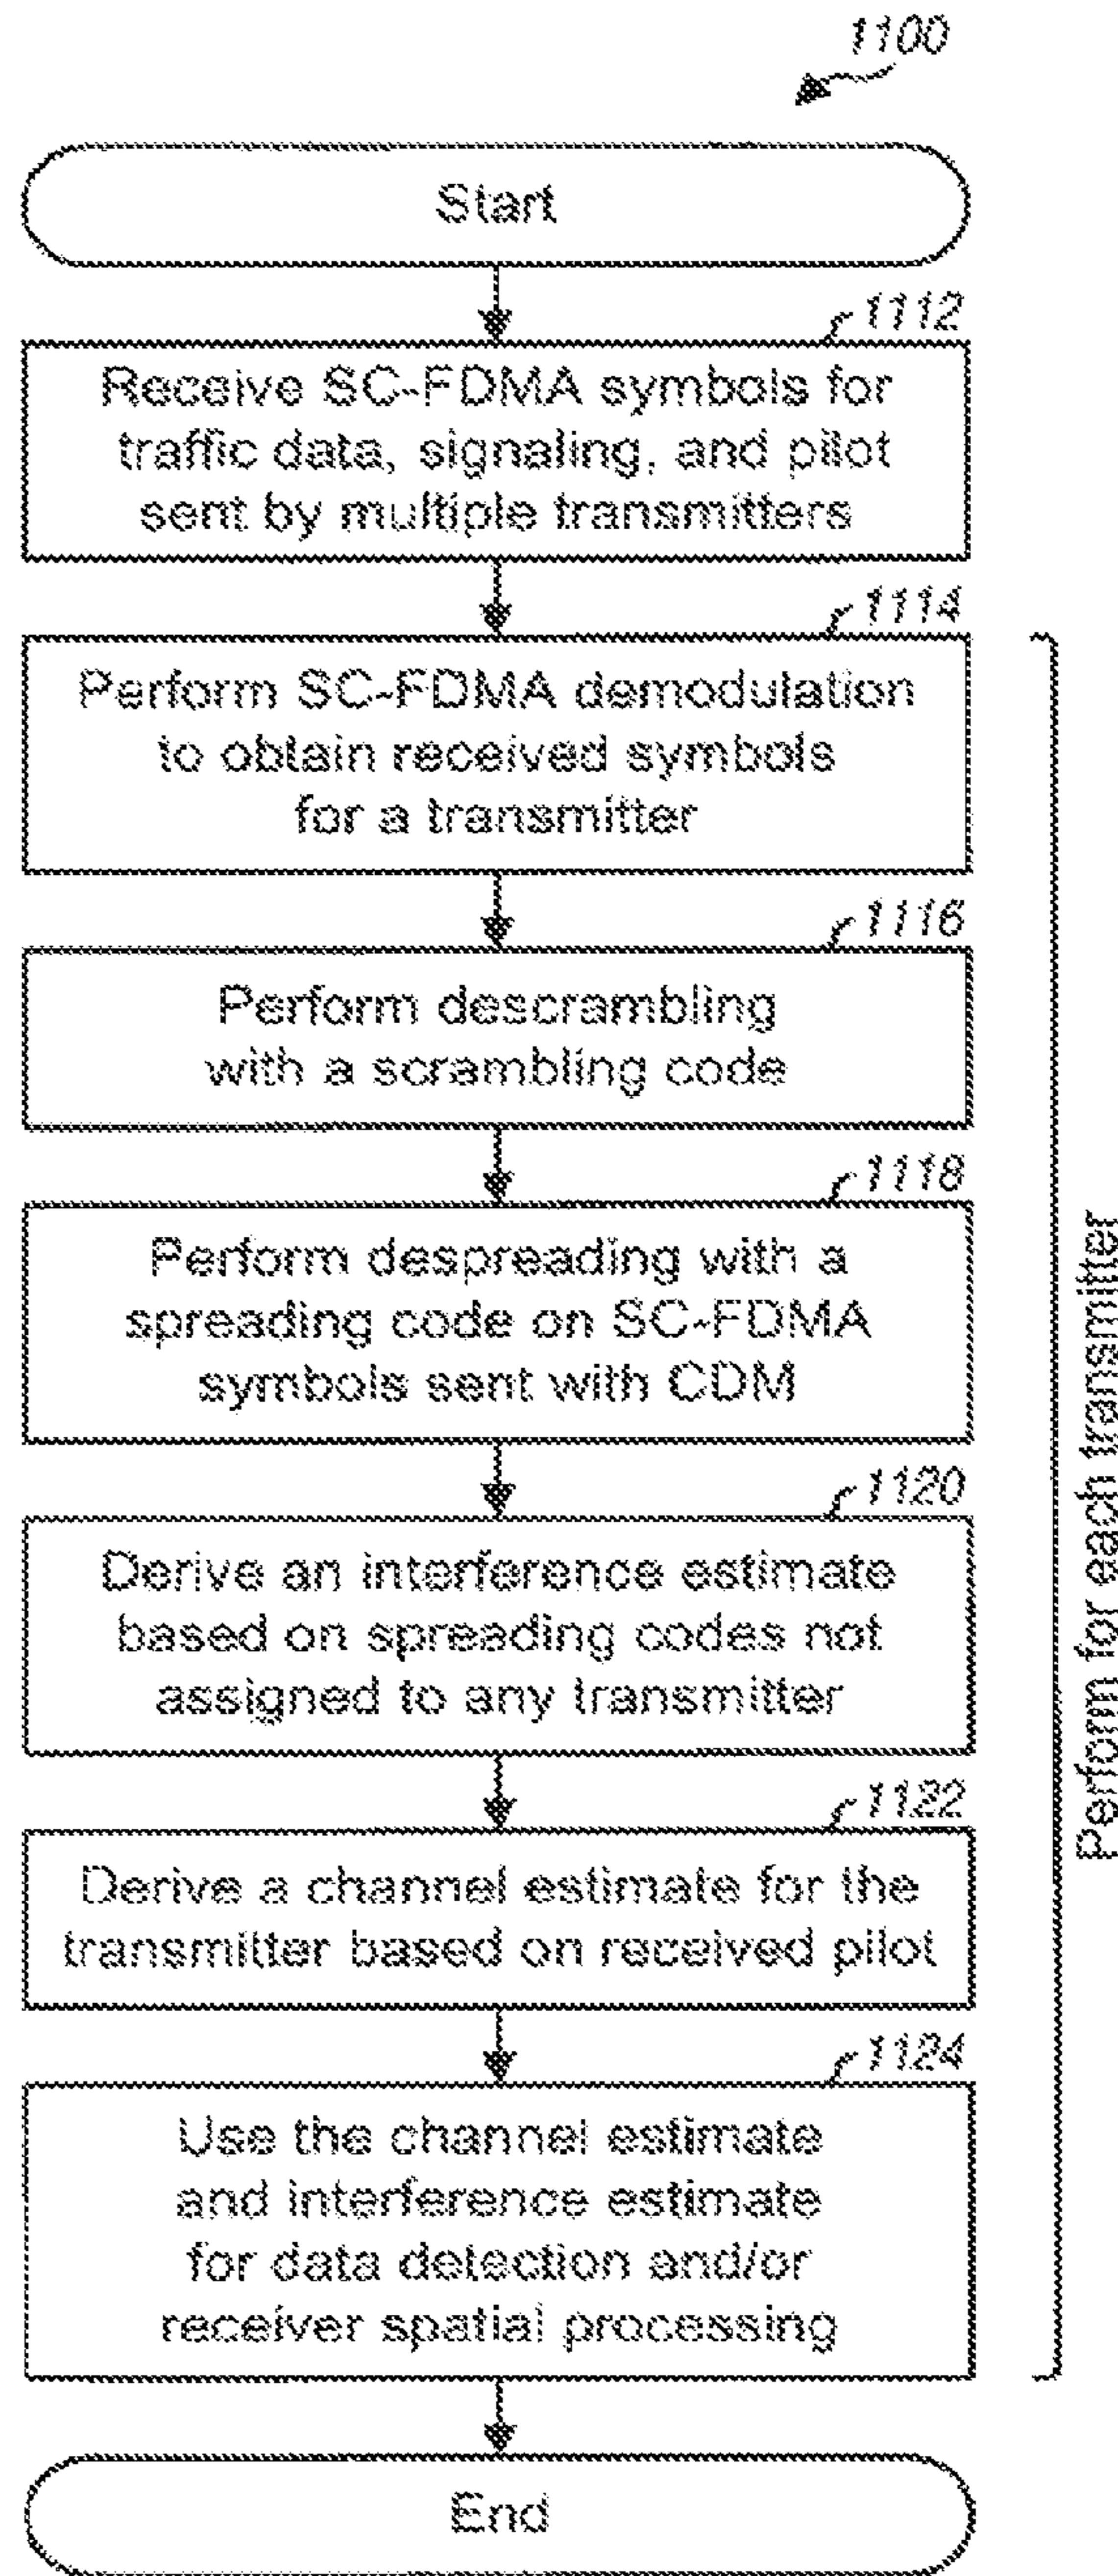 1100
Start
1112
Receive SC-FDMA symbols for
traffic data, signaling, and pilot
sent by multiple transmitters
1114
Perform SC-FDMA demodulation
to obtain received symbols
for a transmitter
1116
Perform descrambling
with a scrambling code
1118
Perform despreading with a
spreading code on SC-FDMA
symbols sent with CDM
1120
Derive an interference estimate
based on spreading codes not
assigned to any transmitter
1122
Derive a channel estimate for the
transmitter based on received pilot
1124
Use the channel estimate
and interference estimate
for data detection and/or
receiver spatial processing
End
Perform for each transmitter